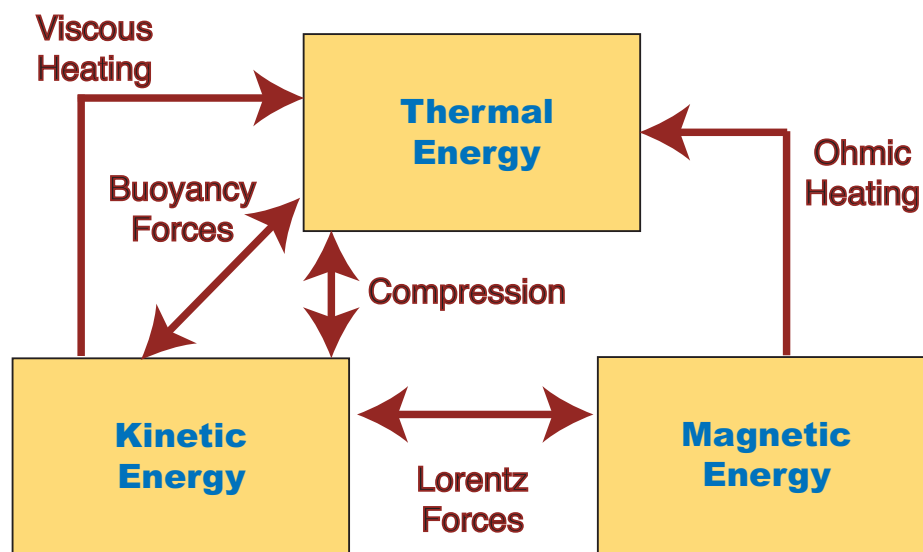 Viscous
Heating
Thermal
Energy
Ohmic
Heating
Buoyancy
Forces
Compression
Kinetic
Energy
Magnetic
Energy
Lorentz
Forces